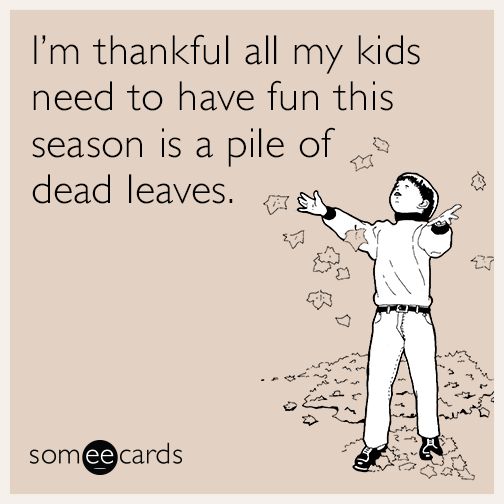 I'm thankful all my kids
need to have fun this
season is a pile of
dead leaves.
someecards